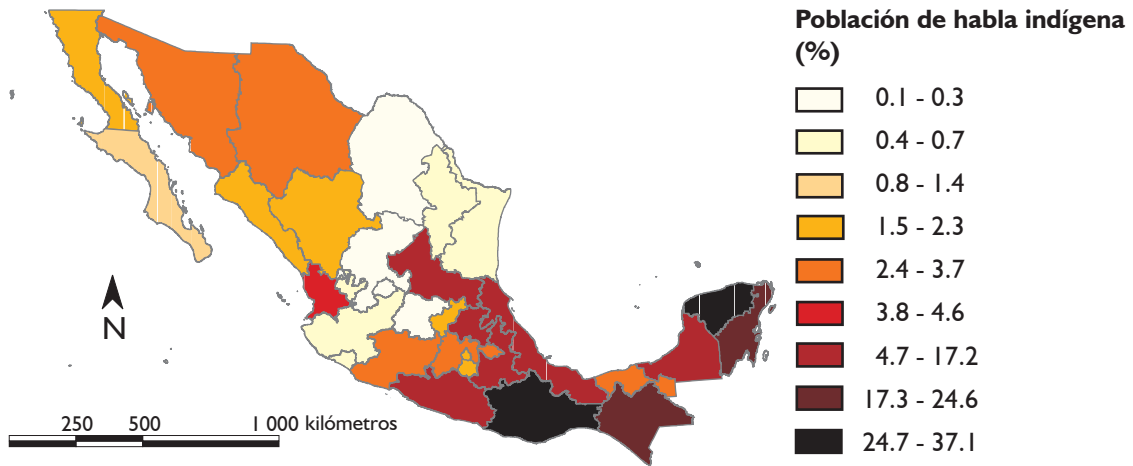 Población de habla indígena
(%)
0.1 - 0.3
0.4 - 0.7
0.8 - 1.4
1.5 - 2.3
2.4 - 3.7
3.8 - 4.6
4.7 - 17.2
17.3 - 24.6
24.7 - 37.1
N
250 500 1 000 kilómetros